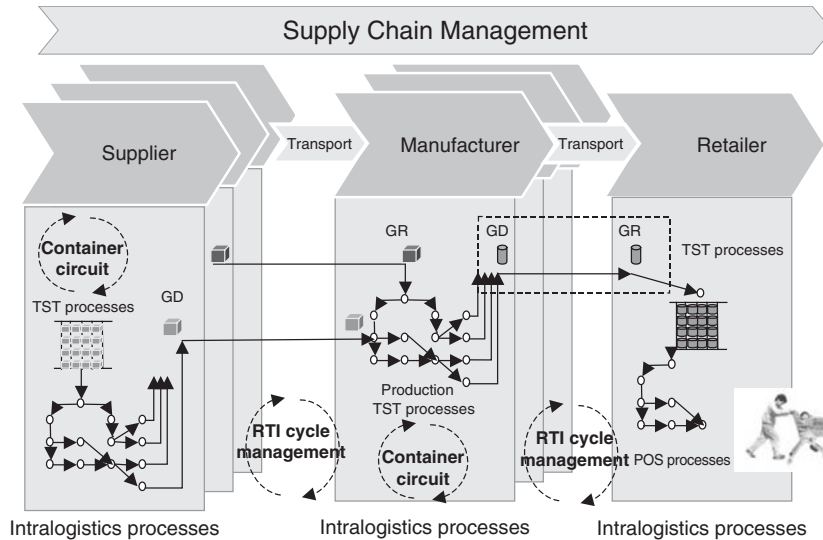 Supply Chain Management
Supplier
Transport
Manufacturer
Transport
Retailer
Container
circuit
TST processes
GD
GR
GD
GR
TST processes
Production
TST processes
RTI cycle
management
Container
circuit
RTI cycle
management
POS processes
Intralogistics processes
Intralogistics processes
Intralogistics processes